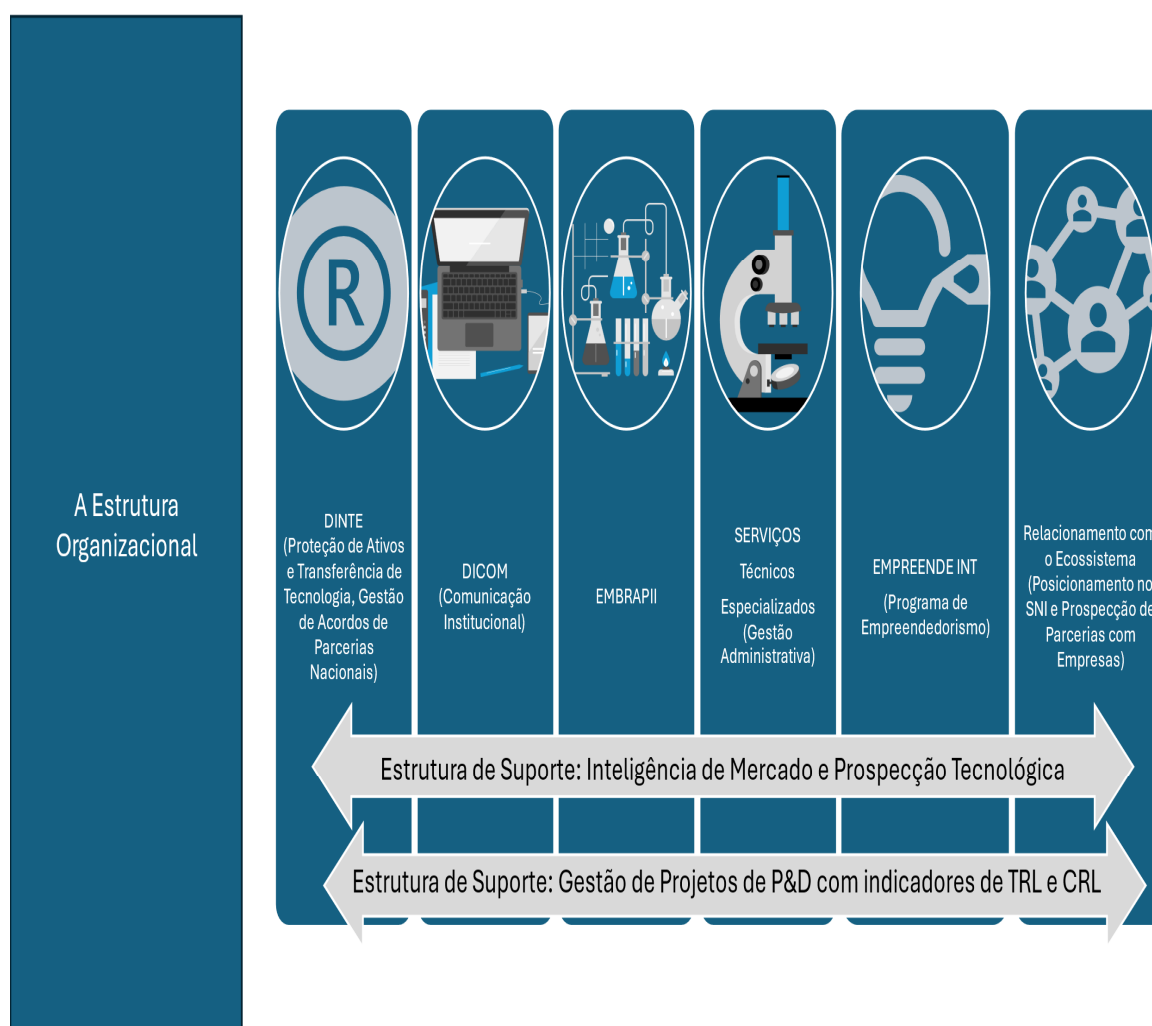 A Estrutura
Organizacional
R
DINTE
(Proteção de Ativos
e Transferência de
Tecnologia, Gestão
de Acordos de
Parcerias
Nacionais)
DICOM
(Comunicação
Institucional)
EMBRAPII
SERVIÇOS
Técnicos
Especializados
(Gestão
Administrativa)
EMPREENDE INT
(Programa de
Empreendedorismo)
Relacionamento com
o Ecossistema
(Posicionamento no
SNI e Prospecção de
Parcerias com
Empresas)
Estrutura de Suporte: Inteligência de Mercado e Prospecção Tecnológica
Estrutura de Suporte: Gestão de Projetos de P&D com indicadores de TRL e CRL